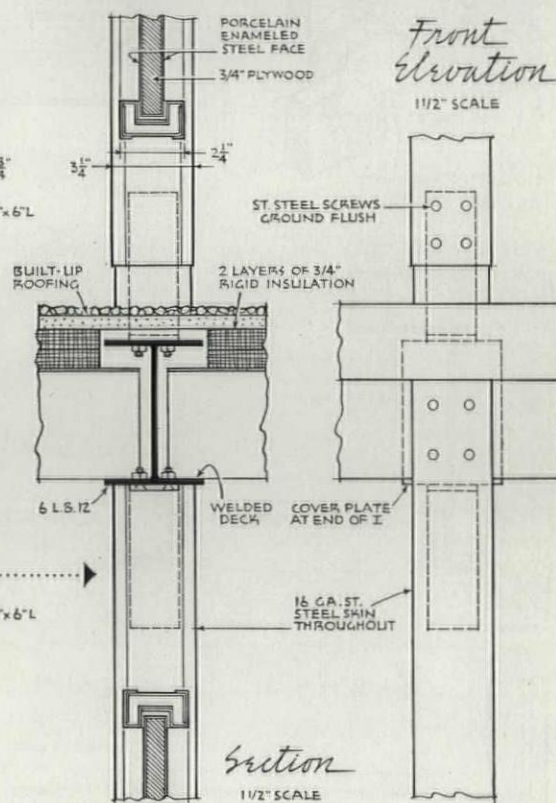 PORCELAIN
ENAMELED
STEEL FACE
3/4" PLYWOOD
Front
Elevation
1 1/2" SCALE
3 1/4"
2 1/4"
"x 6"L
ST. STEEL SCREWS
GROUND FLUSH
BUILT-UP
ROOFING
2 LAYERS OF 3/4"
RIGID INSULATION
6 L.S.12
WELDED
DECK
COVER PLATE
AT END OF I
"x 6"L
16 GA. ST.
STEEL SKIN
THROUGHOUT
Section
1 1/2" SCALE